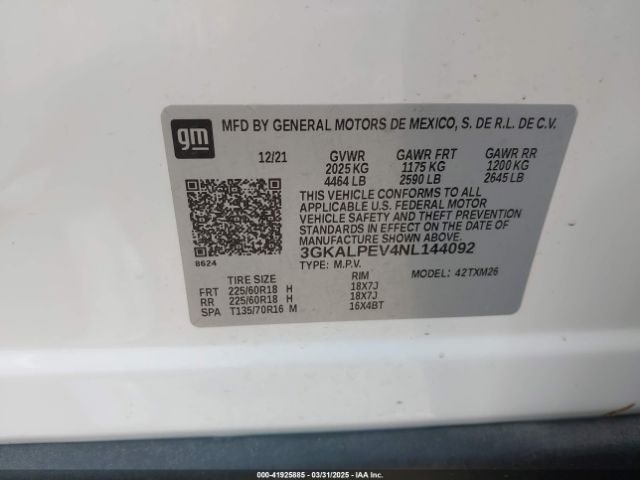 gm
MFD BY GENERAL MOTORS DE MEXICO, S. DE R.L. DE C.V.
12/21 GVWR GAWR FRT GAWR RR
2025 KG 1175 KG 1200 KG
4464 LB 2590 LB 2645 LB
THIS VEHICLE CONFORMS TO ALL
APPLICABLE U.S. FEDERAL MOTOR
VEHICLE SAFETY AND THEFT PREVENTION
STANDARDS IN EFFECT ON THE DATE OF
MANUFACTURE SHOWN ABOVE.
3GKALPEV4NL144092
8624
TYPE: M.P.V. MODEL: 42TXM26
TIRE SIZE RIM
FRT 225/60R18 H 18X7J
RR 225/60R18 H 18X7J
SPA T135/70R16 M 16X4BT
000-41925885 - 03/31/2025 - IAA Inc.